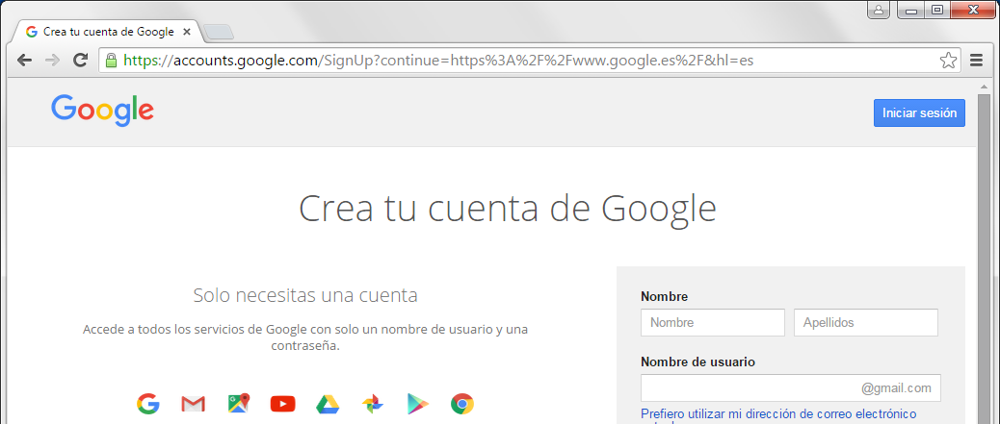 Crea tu cuenta de Google
https://accounts.google.com/SignUp?continue=https%3A%2F%2Fwww.google.es%2F&hl=es
Google
Iniciar sesión
Crea tu cuenta de Google
Solo necesitas una cuenta
Accede a todos los servicios de Google con solo un nombre de usuario y una
contraseña.
Nombre
Nombre
Apellidos
Nombre de usuario
@gmail.com
Prefiero utilizar mi dirección de correo electrónico